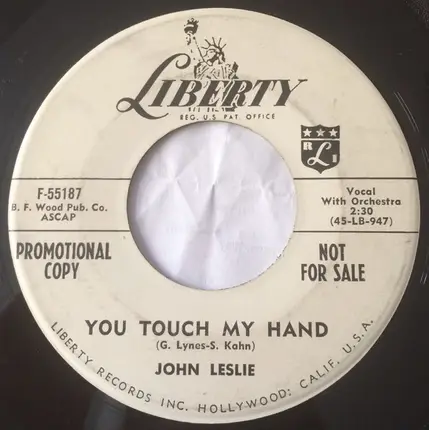 LIBERTY
REG. U.S. PAT. OFFICE
F-55187
B. F. Wood Pub. Co.
ASCAP
PROMOTIONAL
COPY
R L I
Vocal
With Orchestra
2:30
(45-LB-947)
NOT
FOR SALE
YOU TOUCH MY HAND
(G. Lynes-S. Kahn)
JOHN LESLIE
LIBERTY RECORDS INC. HOLLYWOOD: CALIF. U.S.A.